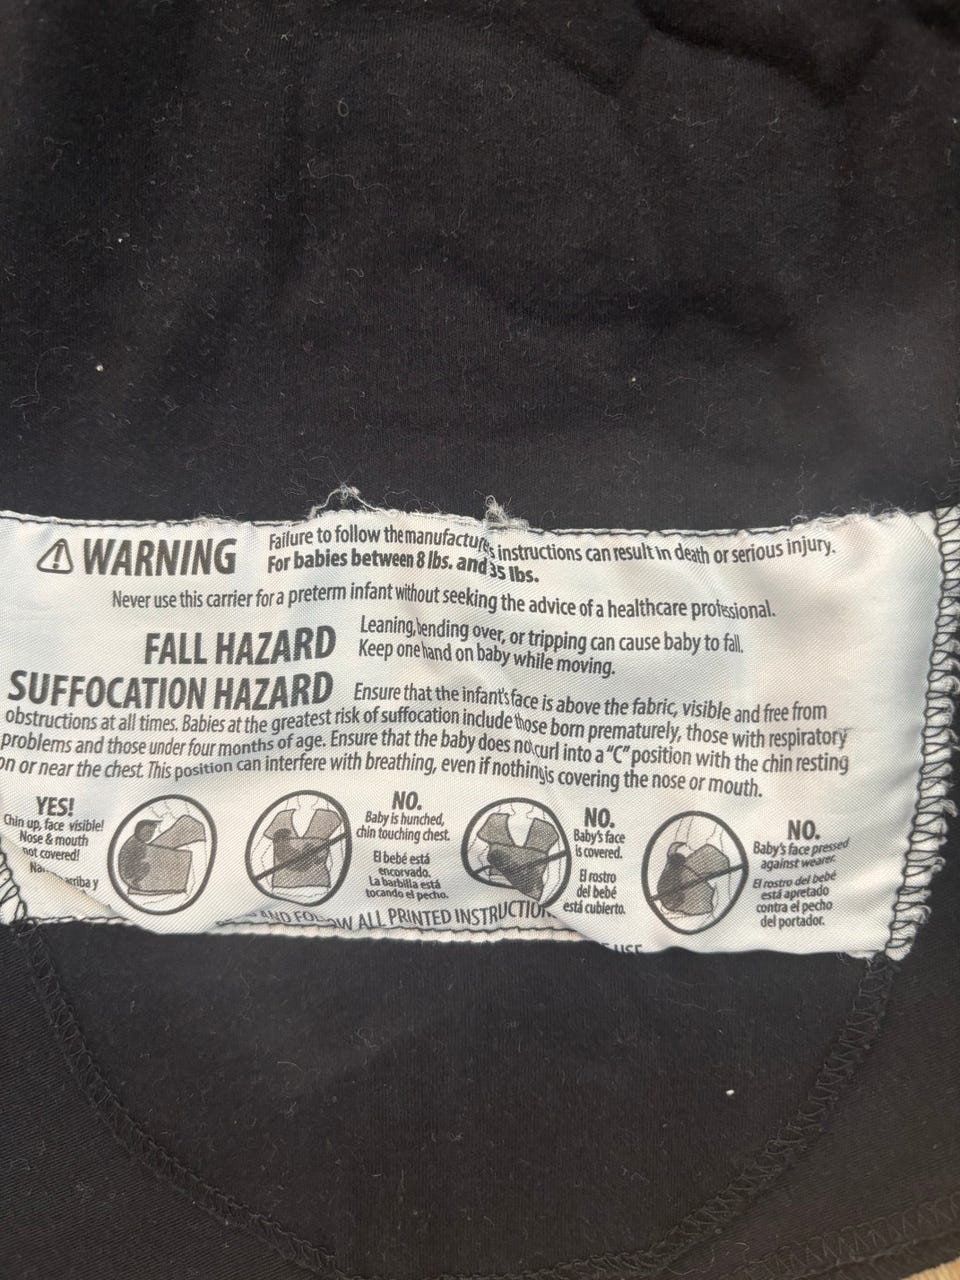 WARNING
Failure to follow the manufacture's instructions can result in death or serious injury.
For babies between 8 lbs. and 35 lbs.
Never use this carrier for a preterm infant without seeking the advice of a healthcare professional.
FALL HAZARD
Leaning, bending over, or tripping can cause baby to fall.
Keep one hand on baby while moving.
SUFFOCATION HAZARD
Ensure that the infant's face is above the fabric, visible and free from
obstructions at all times. Babies at the greatest risk of suffocation include those born prematurely, those with respiratory
problems and those under four months of age. Ensure that the baby does not curl into a "C" position with the chin resting
on or near the chest. This position can interfere with breathing, even if nothing is covering the nose or mouth.
YES!
Chin up, face visible!
Nose & mouth
not covered!
arriba y
NO.
Baby is hunched,
chin touching chest.
El bebé está
encorvado.
La barbilla está
tocando el pecho.
NO.
Baby's face
is covered.
El rostro
del bebé
está cubierto.
NO.
Baby's face pressed
against wearer.
El rostro del bebé
está apretado
contra el pecho
del portador.
AND FOLLOW ALL PRINTED INSTRUCTION
USE